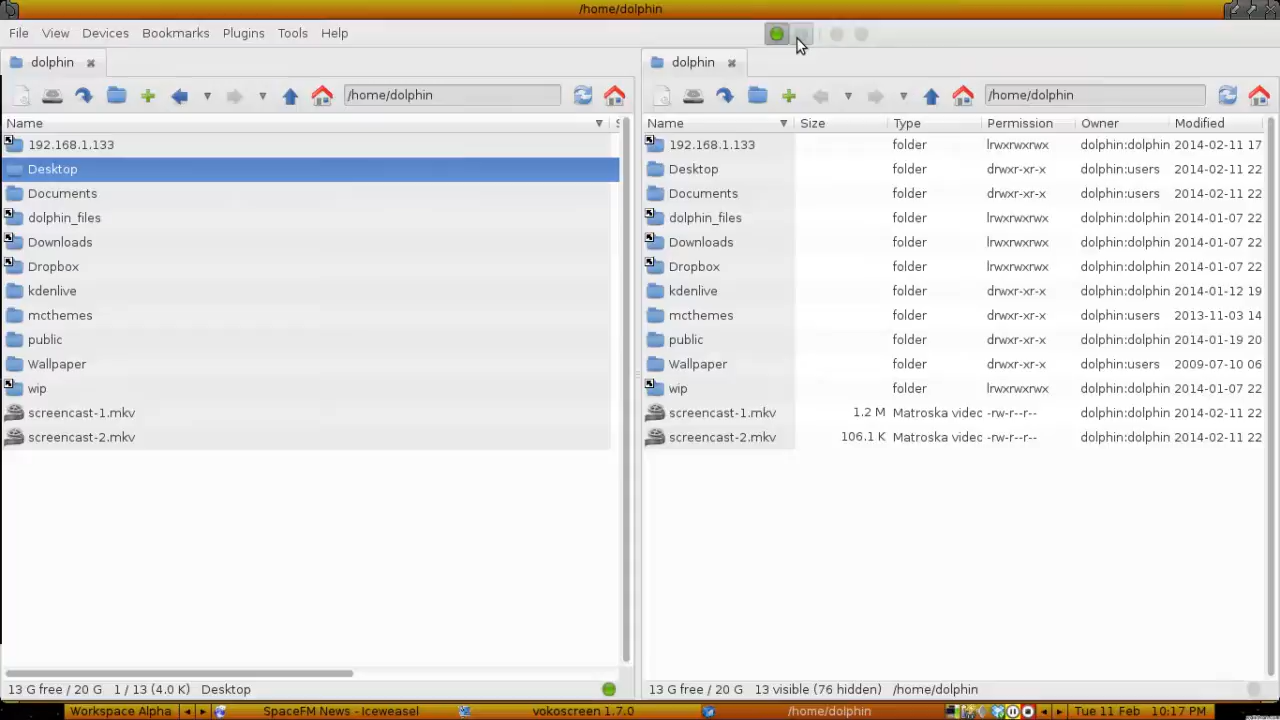 /home/dolphin
File View Devices Bookmarks Plugins Tools Help
dolphin
/home/dolphin
Name
192.168.1.133
Desktop
Documents
dolphin_files
Downloads
Dropbox
kdenlive
mcthemes
public
Wallpaper
wip
screencast-1.mkv
screencast-2.mkv
13 G free / 20 G 1 / 13 (4.0 K) Desktop
dolphin
/home/dolphin
Name Size Type Permission Owner Modified
192.168.1.133 folder lrwxrwxrwx dolphin:dolphin 2014-02-11 17
Desktop folder drwxr-xr-x dolphin:users 2014-02-11 22
Documents folder drwxr-xr-x dolphin:users 2014-02-11 22
dolphin_files folder lrwxrwxrwx dolphin:dolphin 2014-01-07 22
Downloads folder lrwxrwxrwx dolphin:dolphin 2014-01-07 22
Dropbox folder lrwxrwxrwx dolphin:dolphin 2014-01-07 22
kdenlive folder drwxr-xr-x dolphin:dolphin 2014-01-12 19
mcthemes folder drwxr-xr-x dolphin:users 2013-11-03 14
public folder drwxr-xr-x dolphin:dolphin 2014-01-19 20
Wallpaper folder drwxr-xr-x dolphin:users 2009-07-10 06
wip folder lrwxrwxrwx dolphin:dolphin 2014-01-07 22
screencast-1.mkv 1.2 M Matroska videc -rw-r--r-- dolphin:dolphin 2014-02-11 22
screencast-2.mkv 106.1 K Matroska videc -rw-r--r-- dolphin:dolphin 2014-02-11 22
13 G free / 20 G 13 visible (76 hidden) /home/dolphin
Workspace Alpha SpaceFM News - Iceweasel vokoscreen 1.7.0 /home/dolphin Tue 11 Feb 10:17 PM